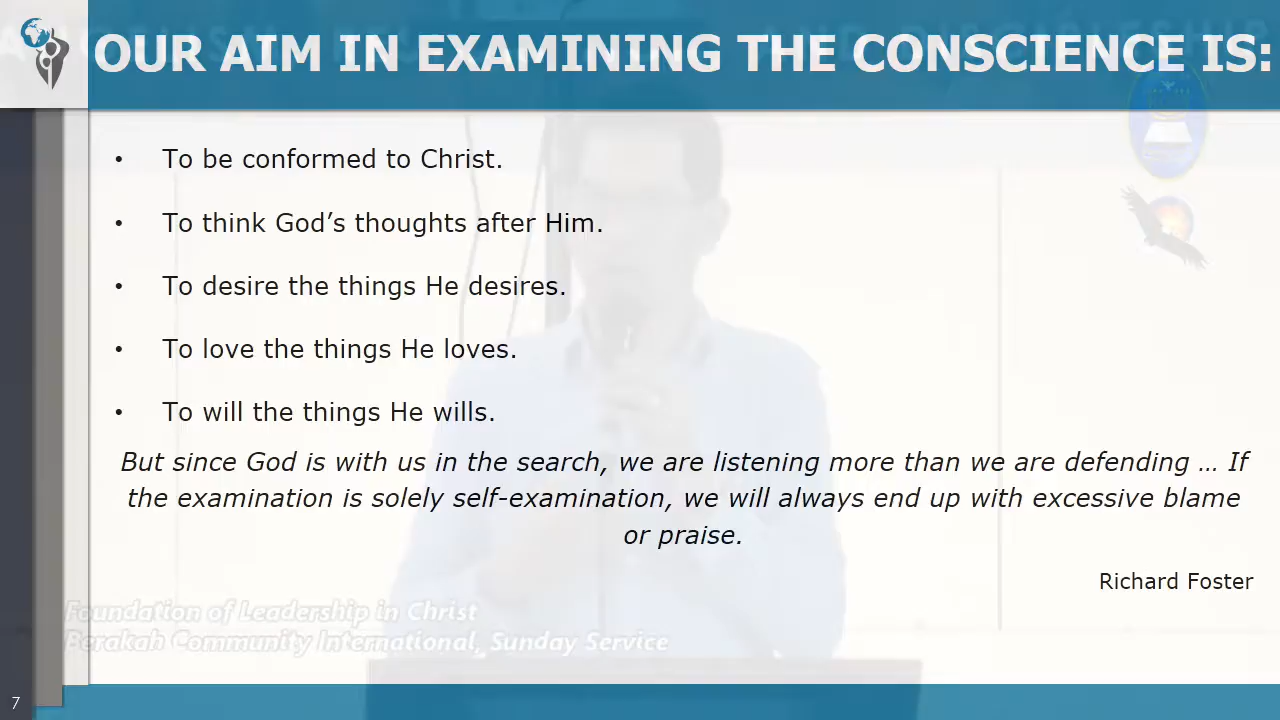 OUR AIM IN EXAMINING THE CONSCIENCE IS:
• To be conformed to Christ.
• To think God’s thoughts after Him.
• To desire the things He desires.
• To love the things He loves.
• To will the things He wills.
But since God is with us in the search, we are listening more than we are defending … If
the examination is solely self-examination, we will always end up with excessive blame
or praise.
Richard Foster
Foundation of Leadership in Christ
Berakah Community International, Sunday Service
7